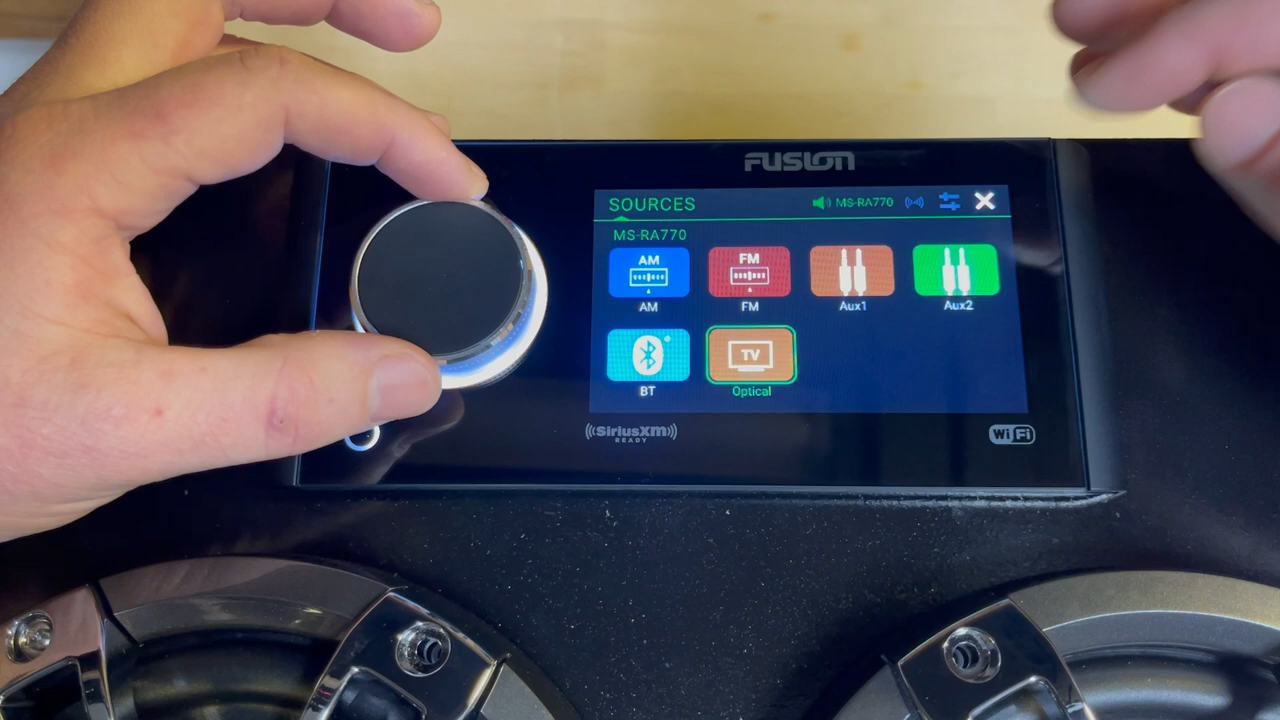 FUSION
SOURCES MS-RA770
MS-RA770
AM FM
AM FM Aux1 Aux2
TV
BT Optical
((SiriusXM)) WiFi
READY